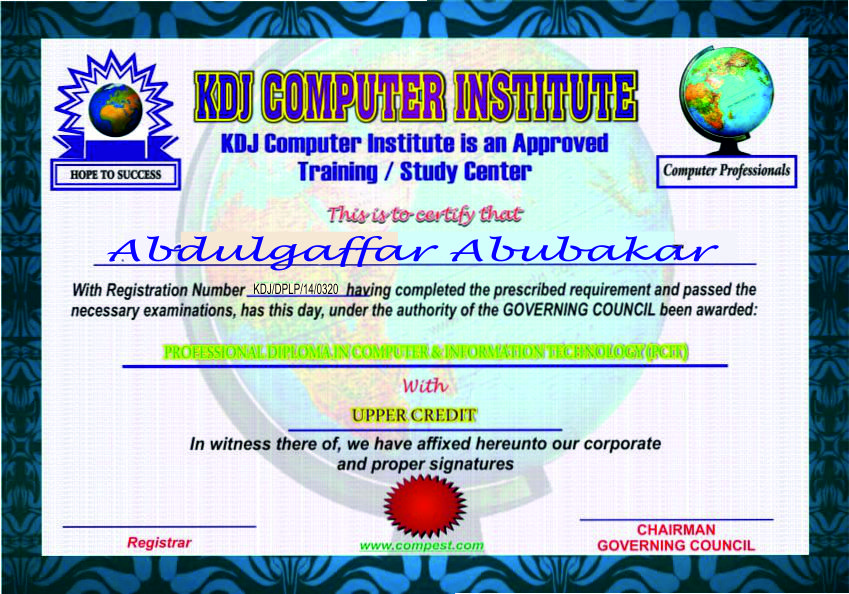 KDJ COMPUTER INSTITUTE
KDJ Computer Institute is an Approved
Training / Study Center
HOPE TO SUCCESS
Computer Professionals
This is to certify that
Abdulgaffar Abubakar
With Registration Number KDJ/DPLP/14/0320 having completed the prescribed requirement and passed the
necessary examinations, has this day, under the authority of the GOVERNING COUNCIL been awarded:
PROFESSIONAL DIPLOMA IN COMPUTER & INFORMATION TECHNOLOGY (PCIT)
With
UPPER CREDIT
In witness there of, we have affixed hereunto our corporate
and proper signatures
Registrar
www.compest.com
CHAIRMAN
GOVERNING COUNCIL